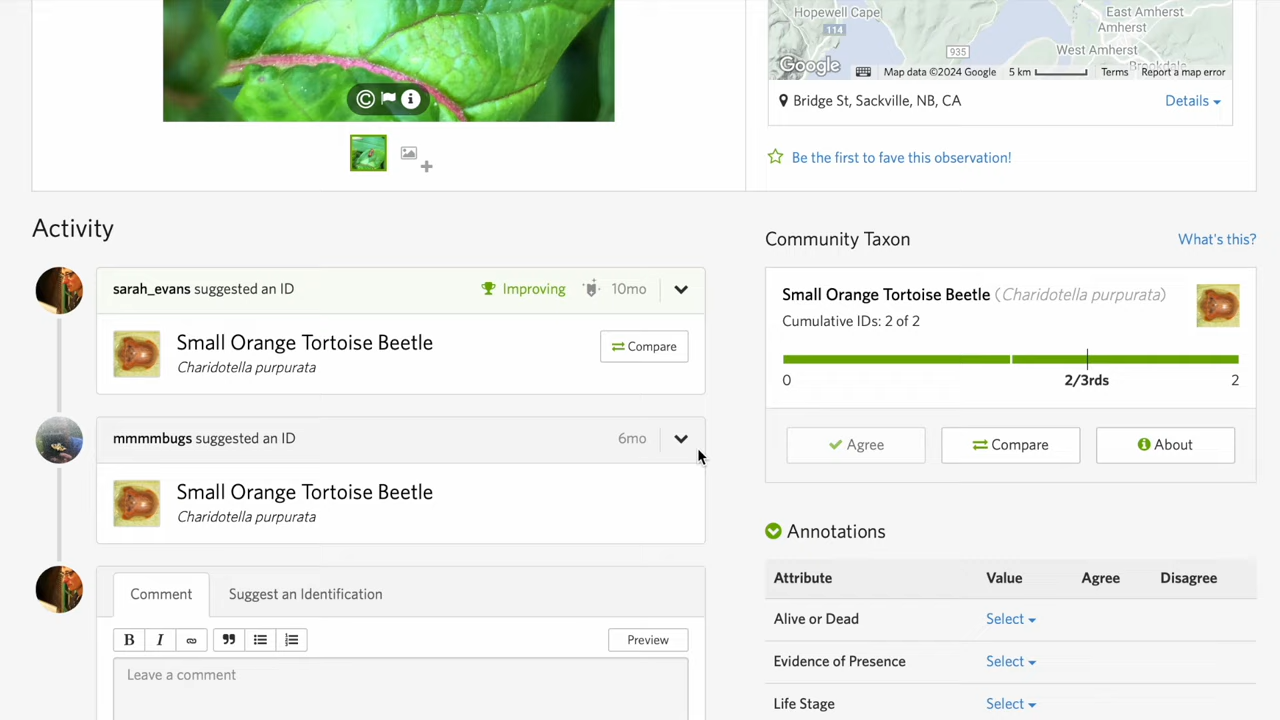 Hopewell Cape
114
935
East Amherst
Amherst
West Amherst
Brookdale
Google
Map data ©2024 Google
5 km
Terms
Report a map error
Bridge St, Sackville, NB, CA
Details
Be the first to fave this observation!
Activity
sarah_evans suggested an ID
Improving
10mo
Small Orange Tortoise Beetle
Charidotella purpurata
Compare
mmmmbugs suggested an ID
6mo
Small Orange Tortoise Beetle
Charidotella purpurata
Comment
Suggest an Identification
B
I
Preview
Leave a comment
Community Taxon
What's this?
Small Orange Tortoise Beetle (Charidotella purpurata)
Cumulative IDs: 2 of 2
0
2/3rds
2
Agree
Compare
About
Annotations
Attribute Value Agree Disagree
Alive or Dead Select
Evidence of Presence Select
Life Stage Select